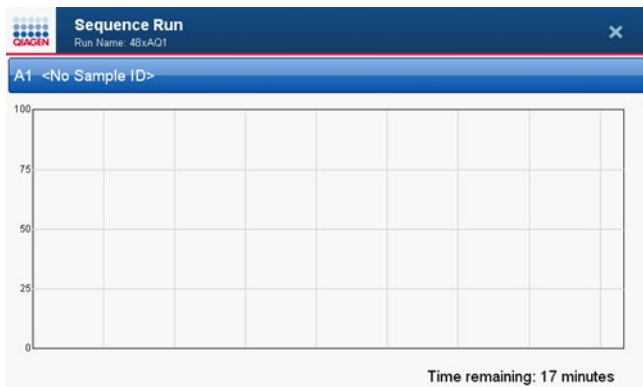 QIAGEN
Sequence Run
Run Name: 48xAQ1
A1 <No Sample ID>
100
75
50
25
0
Time remaining: 17 minutes